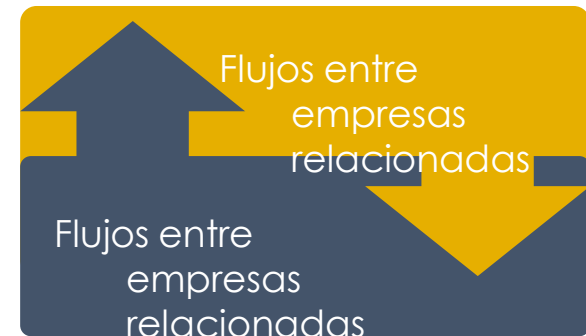 Flujos entre
empresas
relacionadas
Flujos entre
empresas
relacionadas